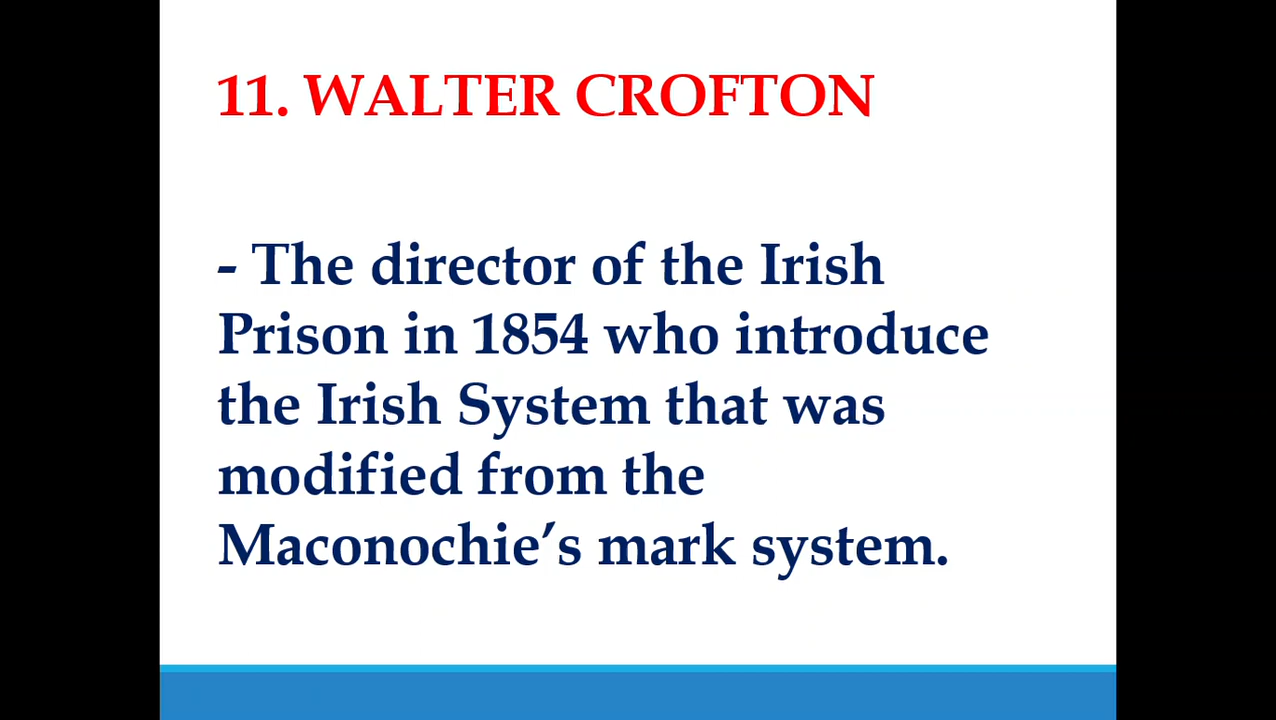 11. WALTER CROFTON
- The director of the Irish
Prison in 1854 who introduce
the Irish System that was
modified from the
Maconochie’s mark system.